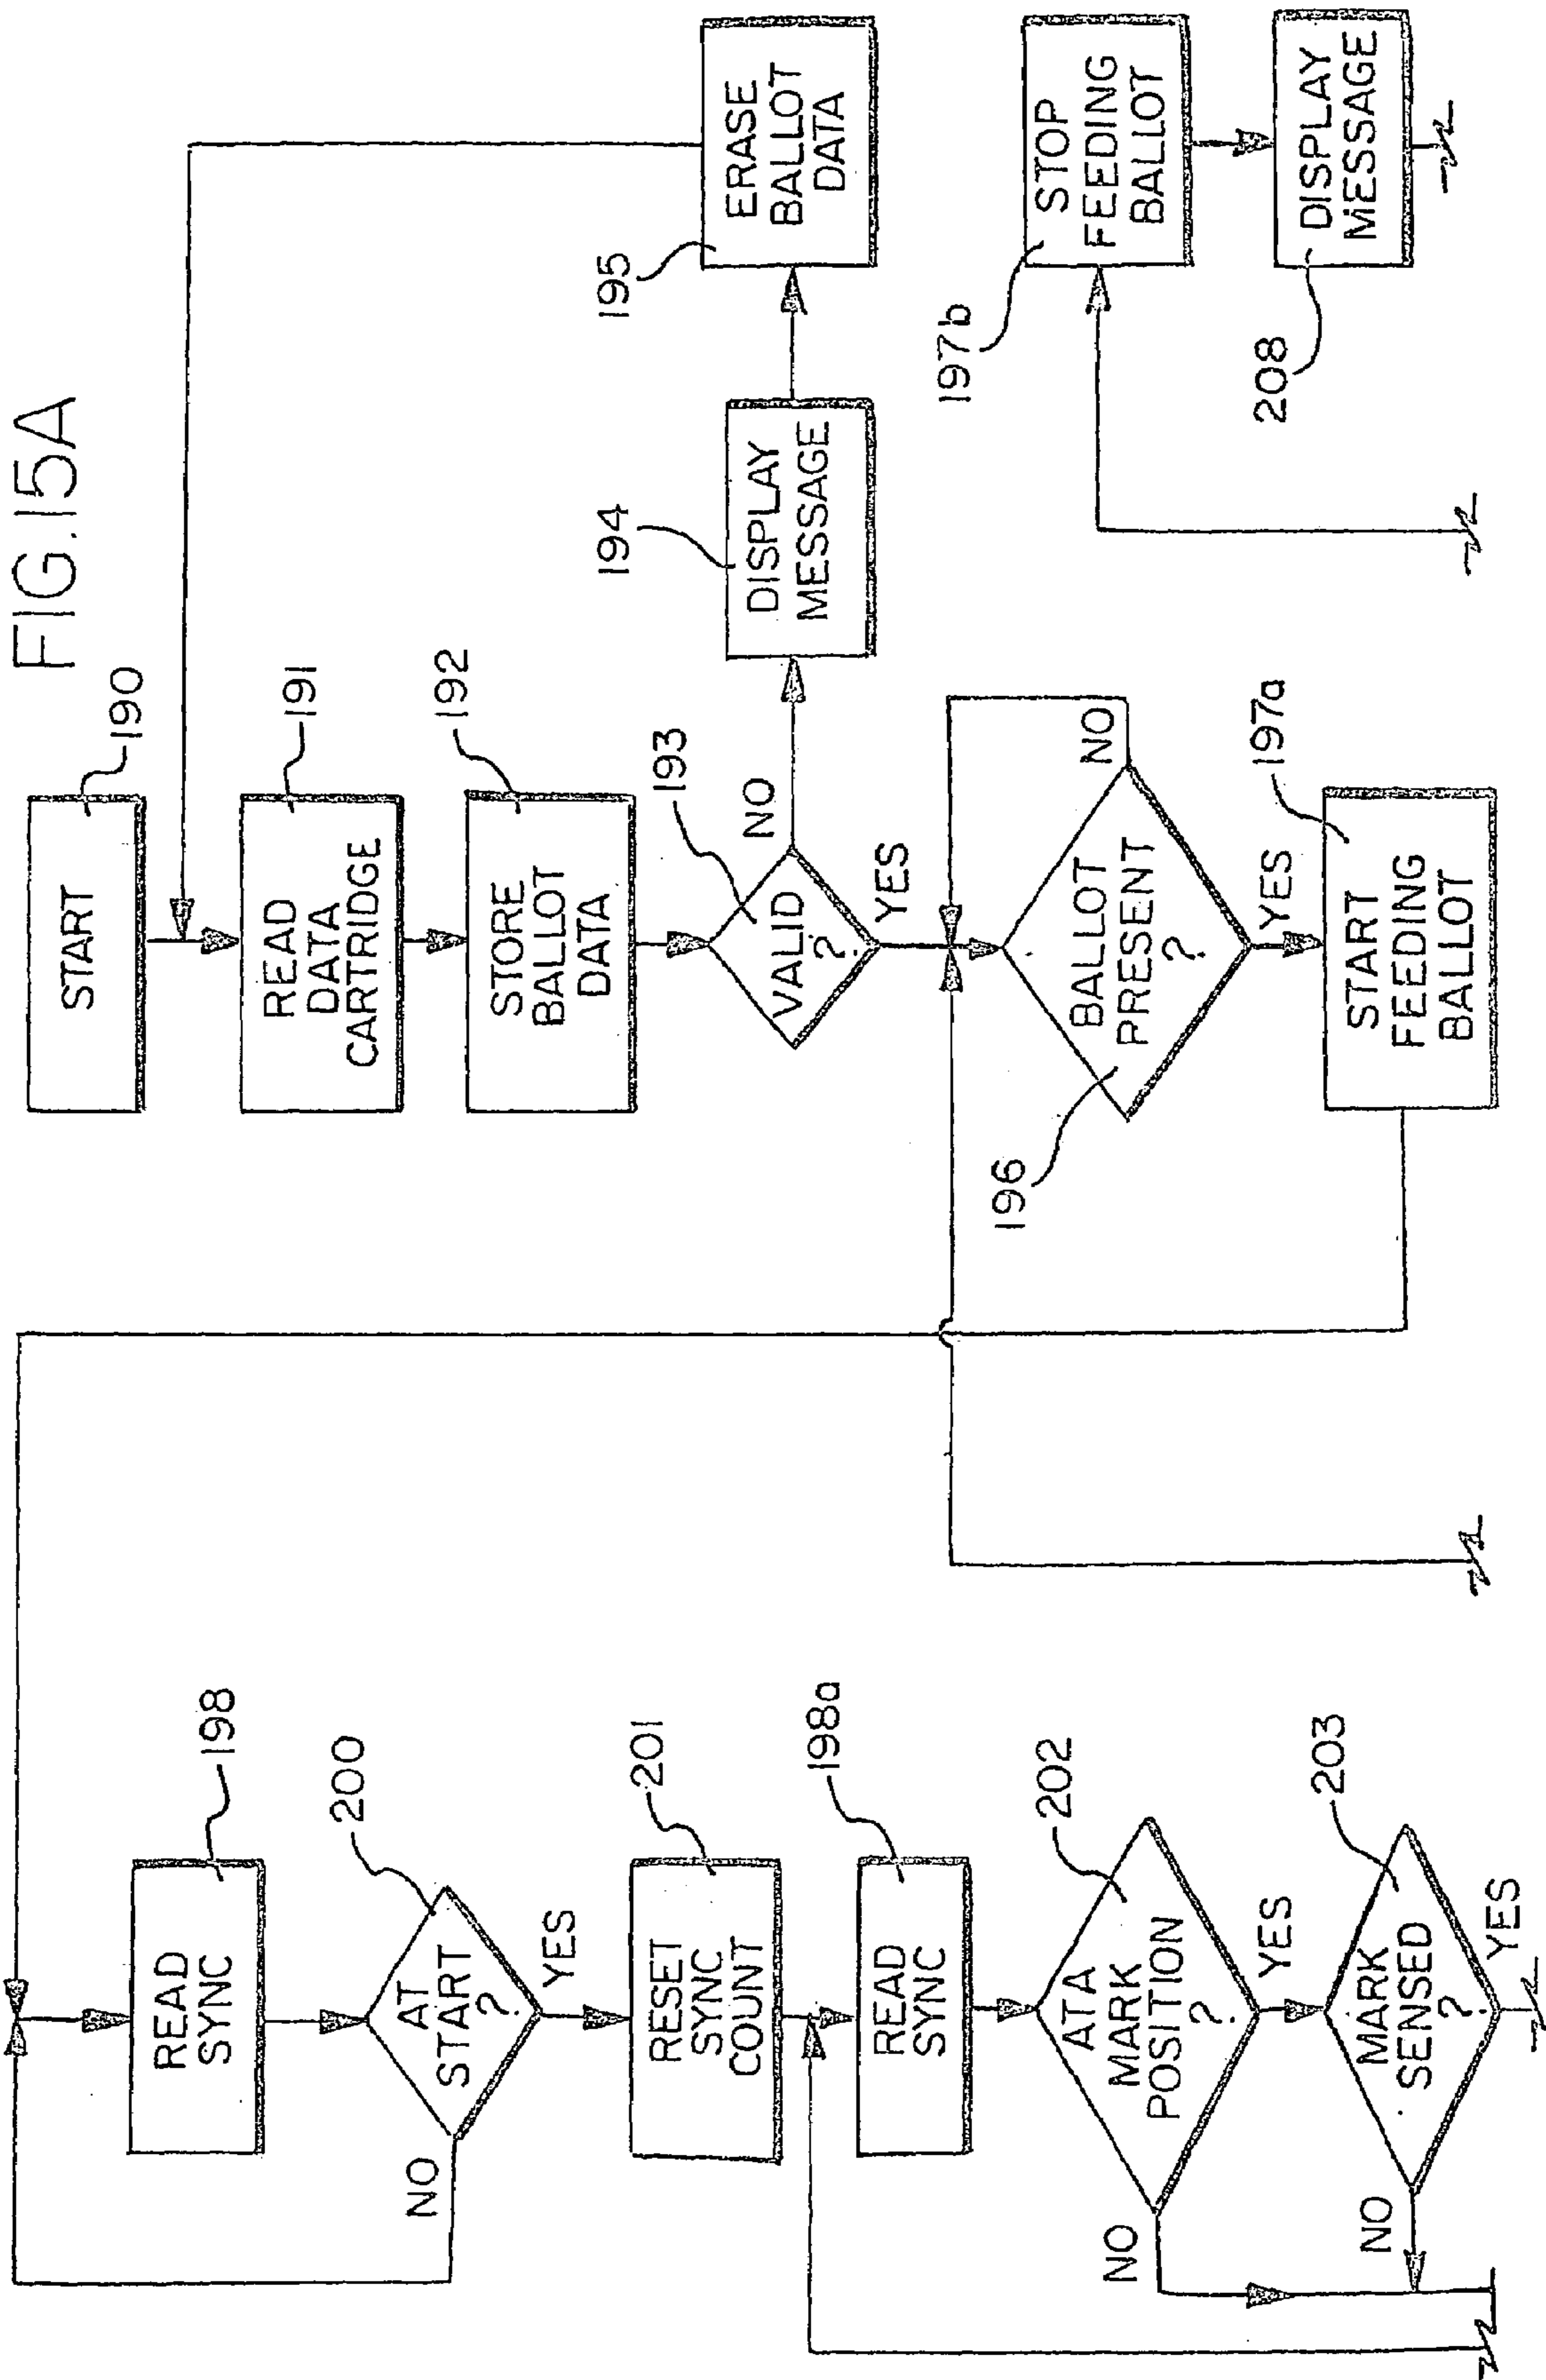 FIG.15A
START
190
READ
DATA
CARTRIDGE
191
STORE
BALLOT
DATA
192
VALID
?
193
NO
YES
DISPLAY
MESSAGE
194
ERASE
BALLOT
DATA
195
BALLOT
PRESENT
?
196
NO
YES
START
FEEDING
BALLOT
197a
READ
SYNC
198
AT
START
?
200
NO
YES
RESET
SYNC
COUNT
201
READ
SYNC
198a
AT A
MARK
POSITION
?
202
NO
YES
MARK
SENSED
?
203
NO
YES
STOP
FEEDING
BALLOT
197b
DISPLAY
MESSAGE
208